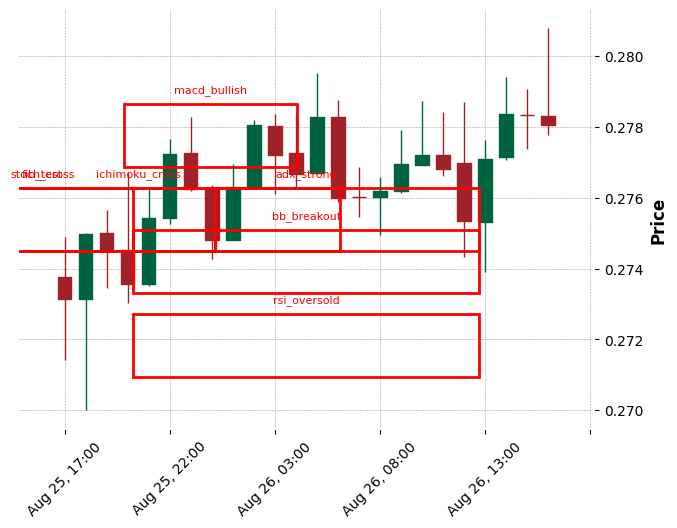 macd_bullish
ichimoku_cross
adx_strong
bb_breakout
rsi_oversold
0.280
0.278
0.276
0.274
0.272
0.270
Price
Aug 25, 17:00
Aug 25, 22:00
Aug 26, 03:00
Aug 26, 08:00
Aug 26, 13:00